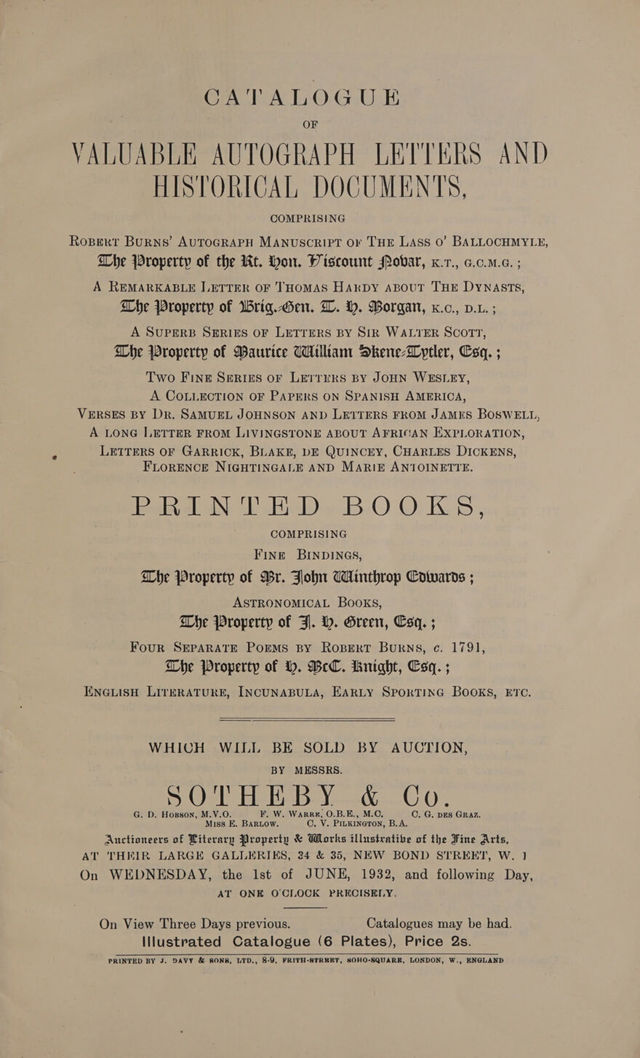 CATALOGUE
OF
VALUABLE AUTOGRAPH LETTERS AND
HISTORICAL DOCUMENTS,
COMPRISING
ROBERT BURNS' AUTOGRAPH MANUSCRIPT OF THE LASS O' BALLOCHMYLE,
The Property of the Rt. Hon. Viscount Novar, K.T., G.C.M.G. ;
A REMARKABLE LETTER OF THOMAS HARDY ABOUT THE DYNASTS,
The Property of Brig.-Gen. T. H. Morgan, K.C., D.L. ;
A SUPERB SERIES OF LETTERS BY SIR WALTER SCOTT,
The Property of Maurice William Skene-Tytler, Esq. ;
TWO FINE SERIES OF LETTERS BY JOHN WESLEY,
A COLLECTION OF PAPERS ON SPANISH AMERICA,
VERSES BY DR. SAMUEL JOHNSON AND LETTERS FROM JAMES BOSWELL,
A LONG LETTER FROM LIVINGSTONE ABOUT AFRICAN EXPLORATION,
LETTERS OF GARRICK, BLAKE, DE QUINCEY, CHARLES DICKENS,
FLORENCE NIGHTINGALE AND MARIE ANTOINETTE.
PRINTED BOOKS,
COMPRISING
FINE BINDINGS,
The Property of Mr. John Winthrop Edwards ;
ASTRONOMICAL BOOKS,
The Property of J. H. Green, Esq. ;
FOUR SEPARATE POEMS BY ROBERT BURNS, c. 1791,
The Property of H. McC. Knight, Esq. ;
ENGLISH LITERATURE, INCUNABULA, EARLY SPORTING BOOKS, ETC.
WHICH WILL BE SOLD BY AUCTION,
BY MESSRS.
SOTHEBY & Co.
G. D. HOBSON, M.V.O. F. W. WARRE, O.B.E., M.C. C. G. DES GRAZ.
MISS E. BARLOW. C. V. PILKINGTON, B.A.
Auctioneers of Literary Property & Works illustrative of the Fine Arts,
AT THEIR LARGE GALLERIES, 34 & 35, NEW BOND STREET, W. 1
On WEDNESDAY, the 1st of JUNE, 1932, and following Day,
AT ONE O'CLOCK PRECISELY.
On View Three Days previous. Catalogues may be had.
Illustrated Catalogue (6 Plates), Price 2s.
PRINTED BY J. DAVY & SONS, LTD., 8-9, FRITH-STREET, SOHO-SQUARE, LONDON, W., ENGLAND